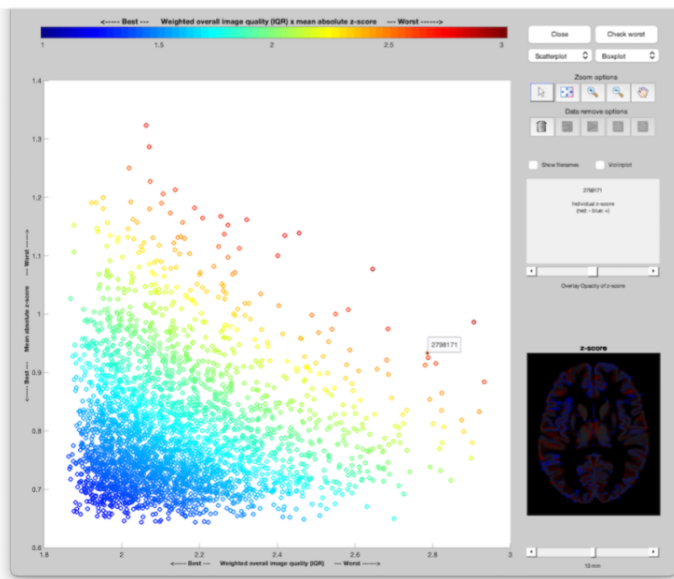 <----- Best --- Weighted overall image quality (IQR) x mean absolute z-score --- Worst ------>
1 1.5 2 2.5 3
Close Check worst
Scatterplot Boxplot
Zoom options
Data remove options
Show filenames Violinplot
2798171
Individual z-score
(red: - blue: +)
Overlay Opacity of z-score
z-score
12 mm
1.4
1.3
1.2
1.1
1
0.9
0.8
0.7
0.6
<----- Best --- Mean absolute z-score --- Worst ------>
2798171
1.8 2 2.2 2.4 2.6 2.8 3
<----- Best --- Weighted overall image quality (IQR) --- Worst ------>